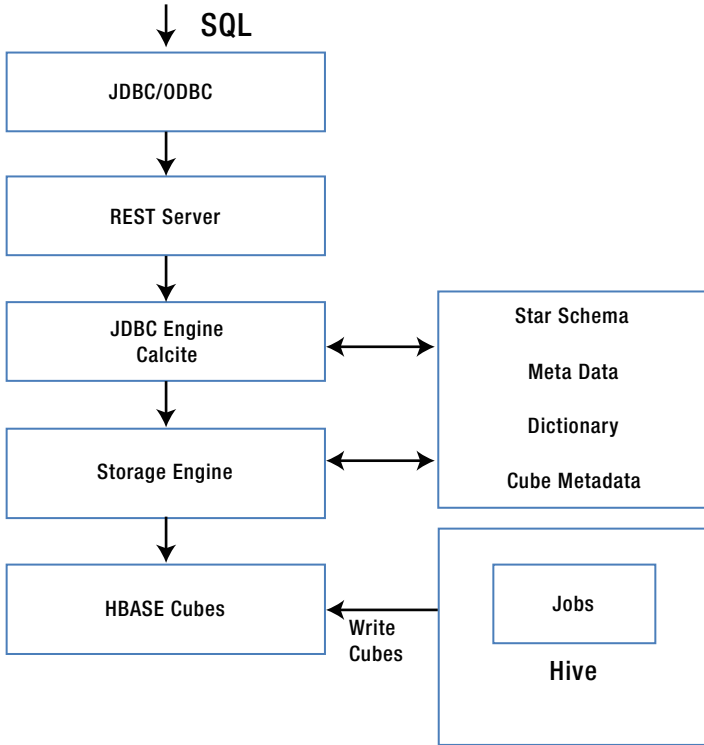 SQL
JDBC/ODBC
REST Server
JDBC Engine
Calcite
Storage Engine
HBASE Cubes
Star Schema
Meta Data
Dictionary
Cube Metadata
Write
Cubes
Jobs
Hive